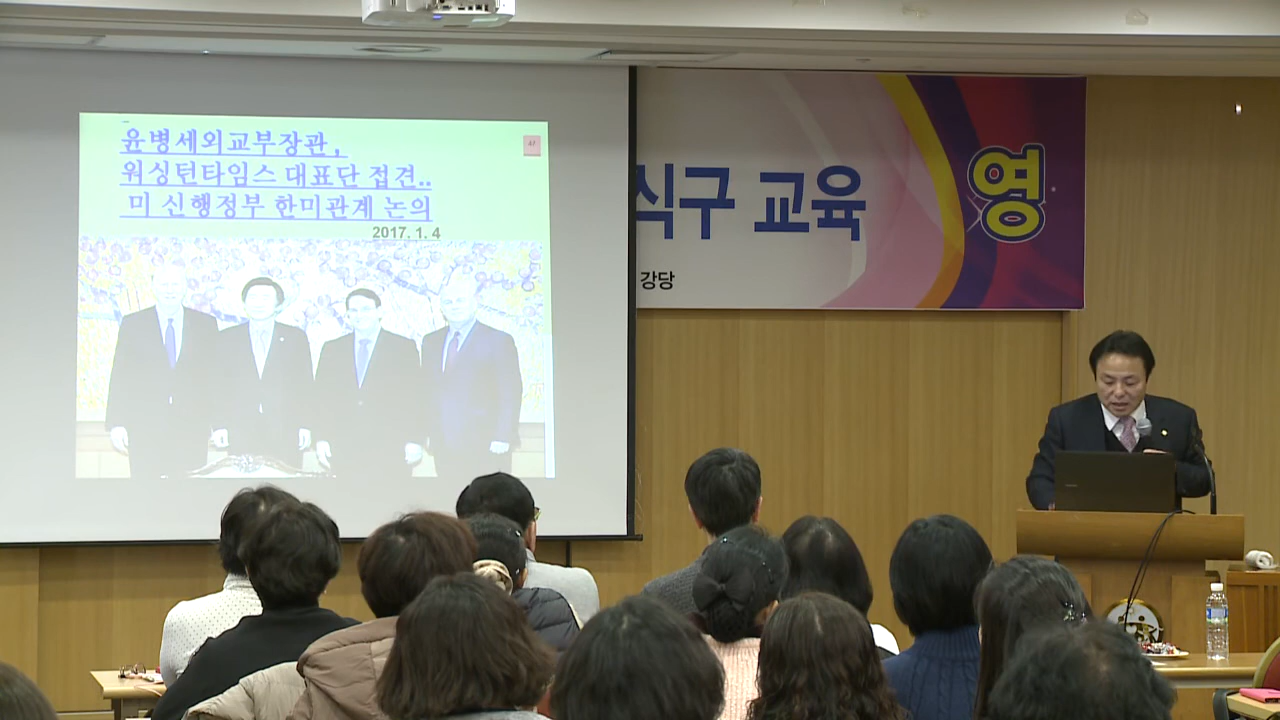 윤병세외교부장관,
워싱턴타임스 대표단 접견..
미 신행정부 한미관계 논의
2017. 1. 4
47
식구 교육
영
강당